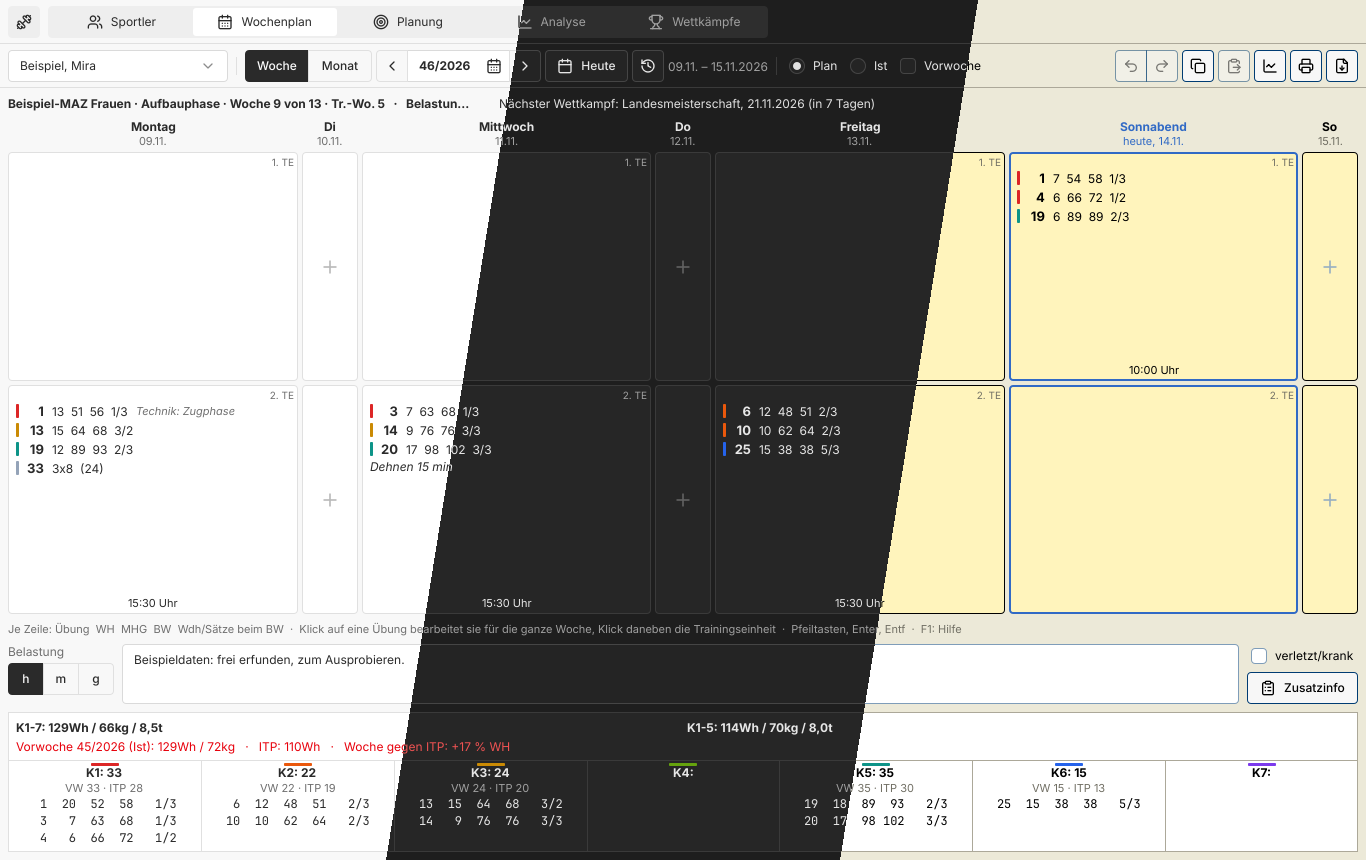 Sportler Wochenplan Planung Analyse Wettkämpfe
Beispiel, Mira Woche Monat 46/2026 Heute 09.11. – 15.11.2026 Plan Ist Vorwoche
Beispiel-MAZ Frauen · Aufbauphase · Woche 9 von 13 · Tr.-Wo. 5 · Belastun... Nächster Wettkampf: Landesmeisterschaft, 21.11.2026 (in 7 Tagen)
Montag Di Mittwoch Do Freitag Sonnabend So
09.11. 10.11. 11.11. 12.11. 13.11. heute, 14.11. 15.11.
1. TE 1. TE 1. TE 1. TE
1 7 54 58 1/3
4 6 66 72 1/2
19 6 89 89 2/3
+ + +
10:00 Uhr
2. TE 2. TE 2. TE 2. TE
1 13 51 56 1/3 Technik: Zugphase 3 7 63 68 1/3 6 12 48 51 2/3
13 15 64 68 3/2 14 9 76 76 3/3 10 10 62 64 2/3
19 12 89 93 2/3 20 17 98 102 3/3 25 15 38 38 5/3
33 3x8 (24) Dehnen 15 min
+ + +
15:30 Uhr 15:30 Uhr 15:30 Uhr
Je Zeile: Übung WH MHG BW Wdh/Sätze beim BW · Klick auf eine Übung bearbeitet sie für die ganze Woche, Klick daneben die Trainingseinheit · Pfeiltasten, Enter, Entf · F1: Hilfe
Belastung
h m g
Beispieldaten: frei erfunden, zum Ausprobieren.
verletzt/krank
Zusatzinfo
K1-7: 129Wh / 66kg / 8,5t K1-5: 114Wh / 70kg / 8,0t
Vorwoche 45/2026 (Ist): 129Wh / 72kg · ITP: 110Wh · Woche gegen ITP: +17 % WH
K1: 33 K2: 22 K3: 24 K4: K5: 35 K6: 15 K7:
VW 33 · ITP 28 VW 22 · ITP 19 VW 24 · ITP 20 VW 35 · ITP 30 VW 15 · ITP 13
1 20 52 58 1/3 6 12 48 51 2/3 13 15 64 68 3/2 19 18 89 93 2/3 25 15 38 38 5/3
3 7 63 68 1/3 10 10 62 64 2/3 14 9 76 76 3/3 20 17 98 102 3/3
4 6 66 72 1/2